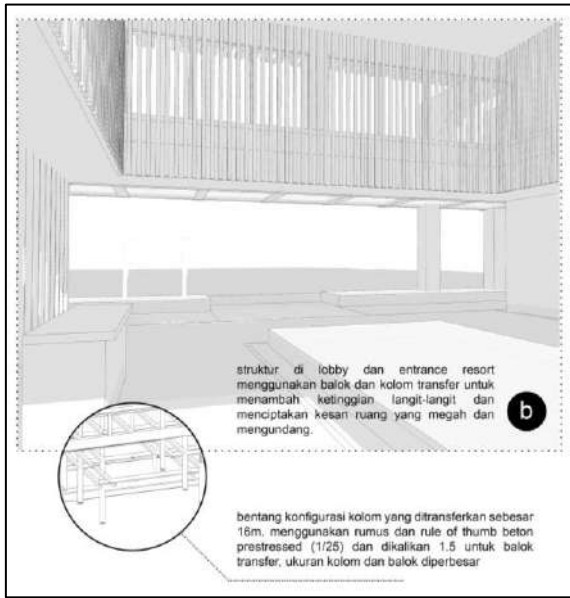 struktur di lobby dan entrance resort
menggunakan balok dan kolom transfer untuk
menambah ketinggian langit-langit dan
menciptakan kesan ruang yang megah dan
mengundang.
b
bentang konfigurasi kolom yang ditransferkan sebesar
16m, menggunakan rumus dan rule of thumb beton
prestressed (1/25) dan dikalikan 1.5 untuk balok
transfer, ukuran kolom dan balok diperbesar